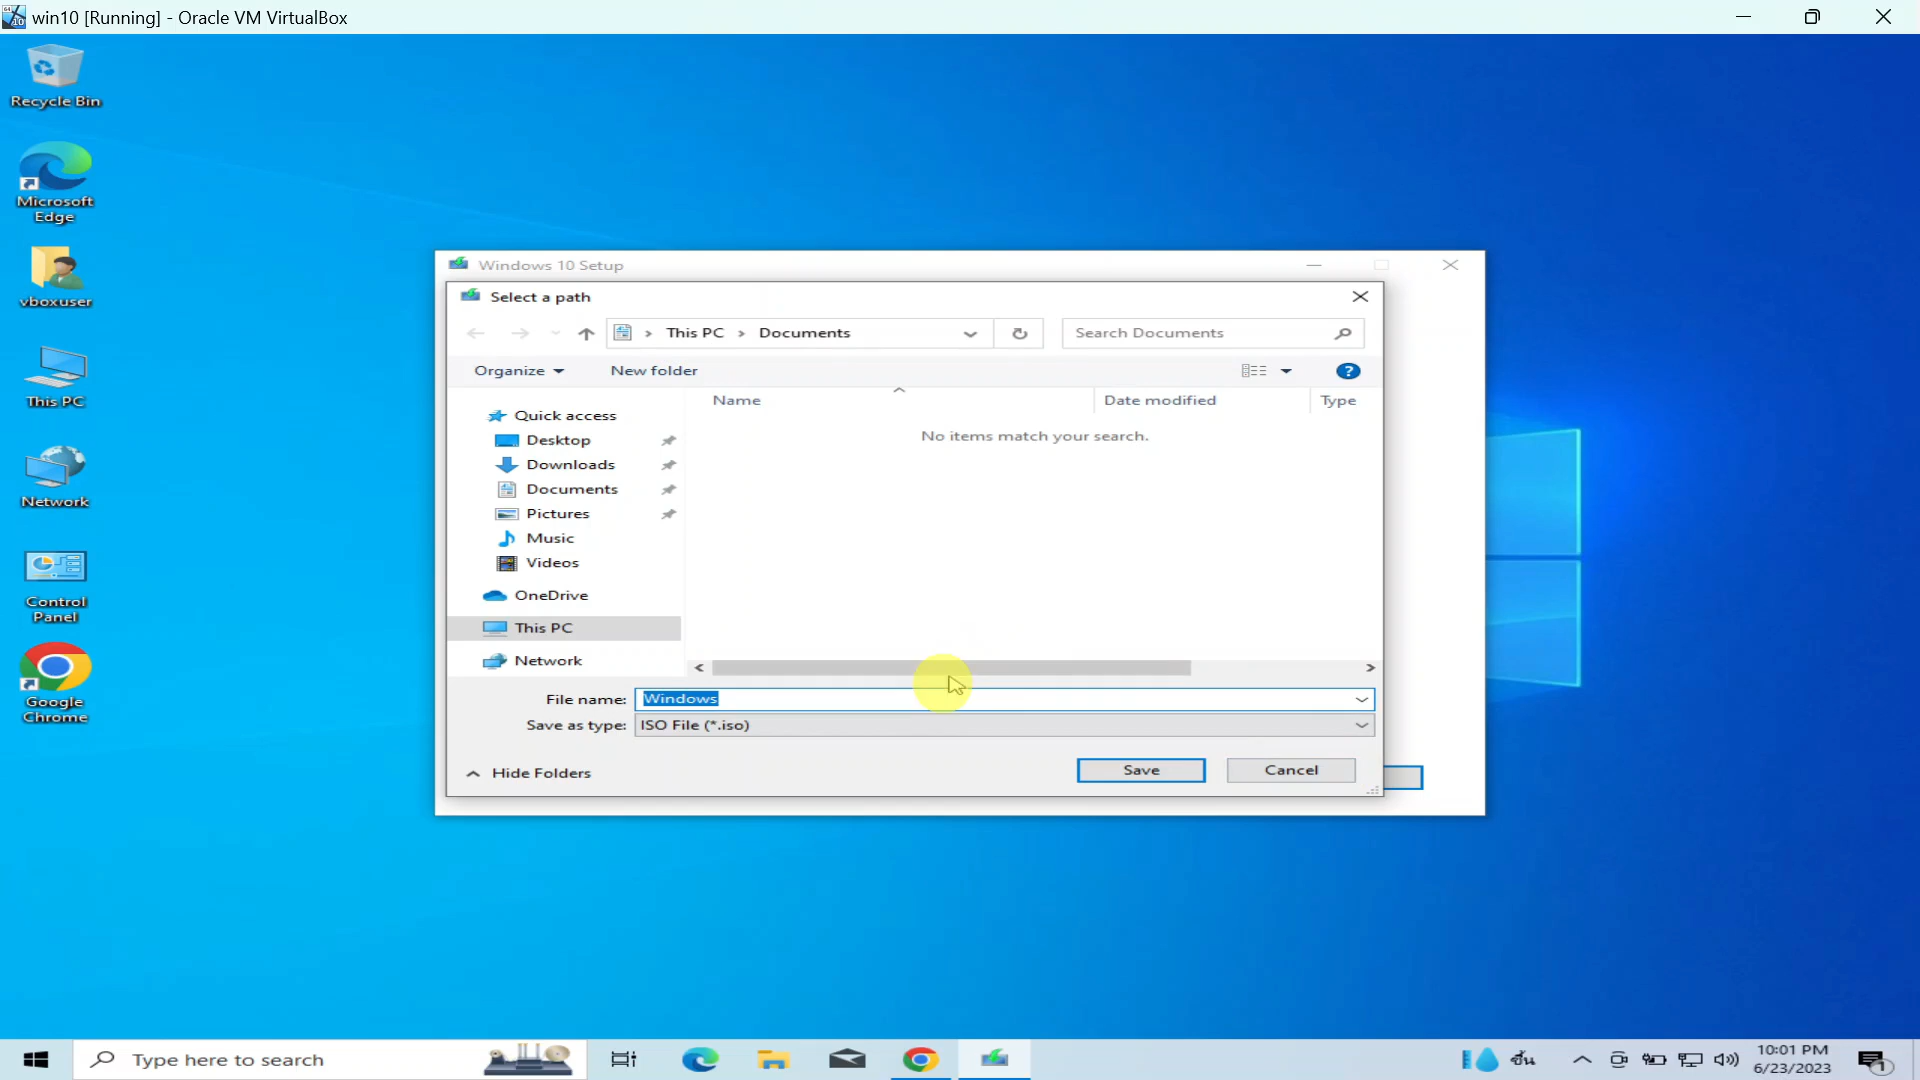 win10 [Running] - Oracle VM VirtualBox
Recycle Bin
Microsoft
Edge
vboxuser
This PC
Network
Control
Panel
Google
Chrome
Windows 10 Setup
Select a path
This PC > Documents
Search Documents
Organize
New folder
Name
Date modified
Type
No items match your search.
Quick access
Desktop
Downloads
Documents
Pictures
Music
Videos
OneDrive
This PC
Network
File name: Windows
Save as type: ISO File (*.iso)
Hide Folders
Save
Cancel
Type here to search
ชื้น
10:01 PM
6/23/2023
1